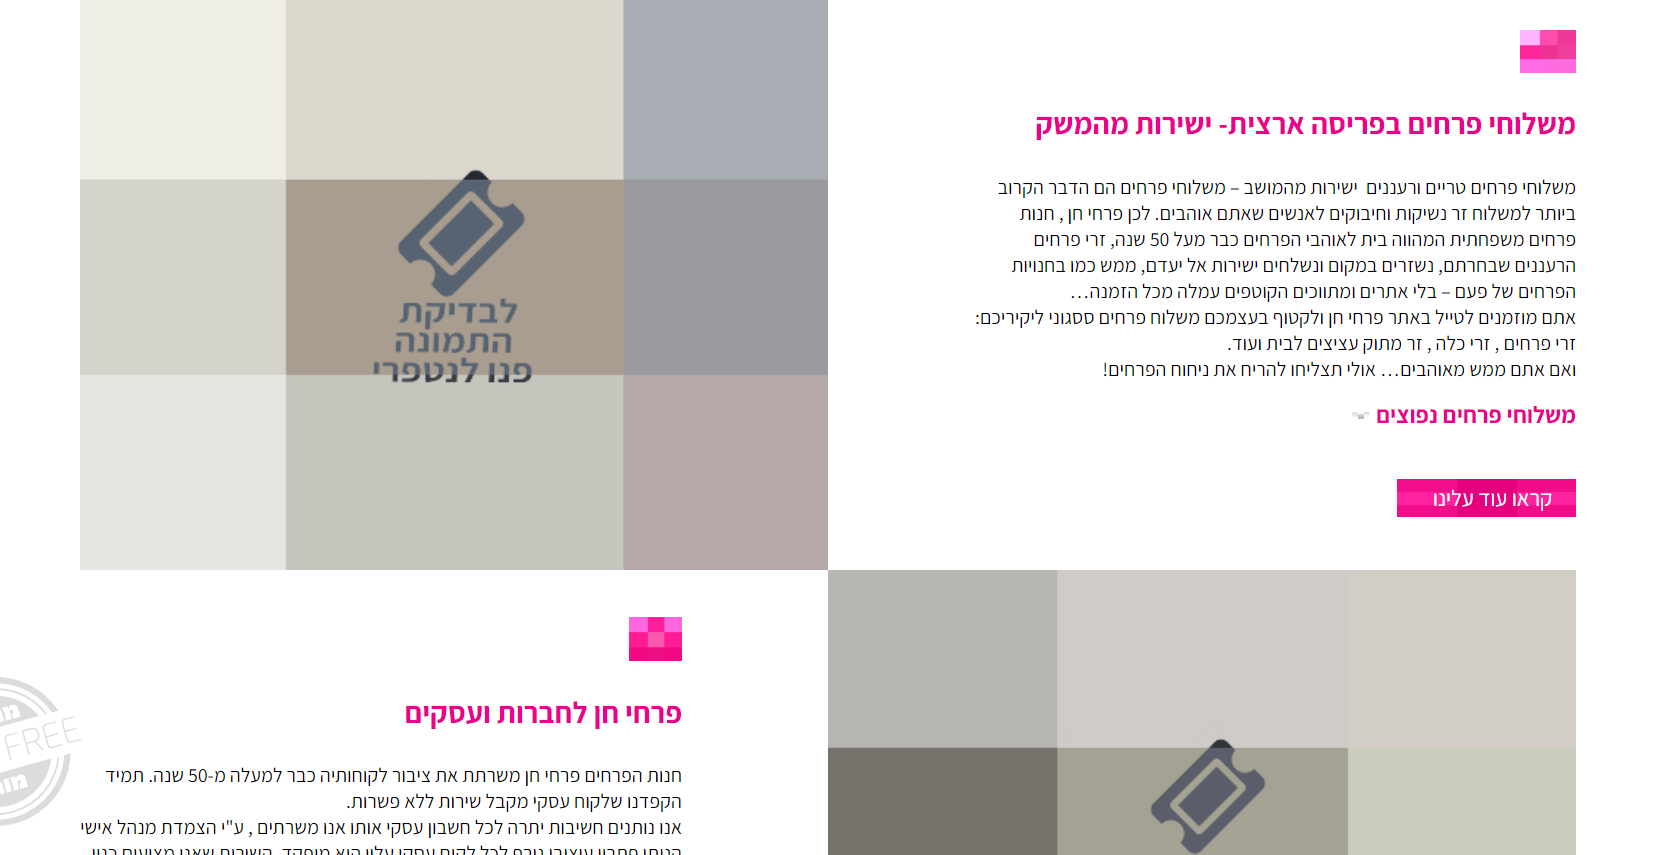 משלוחי פרחים בפריסה ארצית- ישירות מהמשק
משלוחי פרחים טריים ורעננים  ישירות מהמושב – משלוחי פרחים הם הדבר הקרוב
ביותר למשלוח זר נשיקות וחיבוקים לאנשים שאתם אוהבים. לכן פרחי חן , חנות
פרחים משפחתית המהווה בית לאוהבי הפרחים כבר מעל 50 שנה, זרי פרחים
הרעננים שבחרתם, נשזרים במקום ונשלחים ישירות אל יעדם, ממש כמו בחנויות
הפרחים של פעם – בלי אתרים ומתווכים הקוטפים עמלה מכל הזמנה…
אתם מוזמנים לטייל באתר פרחי חן ולקטוף בעצמכם משלוח פרחים ססגוני ליקיריכם:
זרי פרחים , זרי כלה , זר מתוק עציצים לבית ועוד.
ואם אתם ממש מאוהבים… אולי תצליחו להריח את ניחוח הפרחים!
משלוחי פרחים נפוצים
קראו עוד עלינו
לבדיקת
התמונה
פנו לנטפרי
פרחי חן לחברות ועסקים
חנות הפרחים פרחי חן משרתת את ציבור לקוחותיה כבר למעלה מ-50 שנה. תמיד
הקפדנו שלקוח עסקי מקבל שירות ללא פשרות.
אנו נותנים חשיבות יתרה לכל חשבון עסקי אותו אנו משרתים , ע"י הצמדת מנהל אישי
FREE